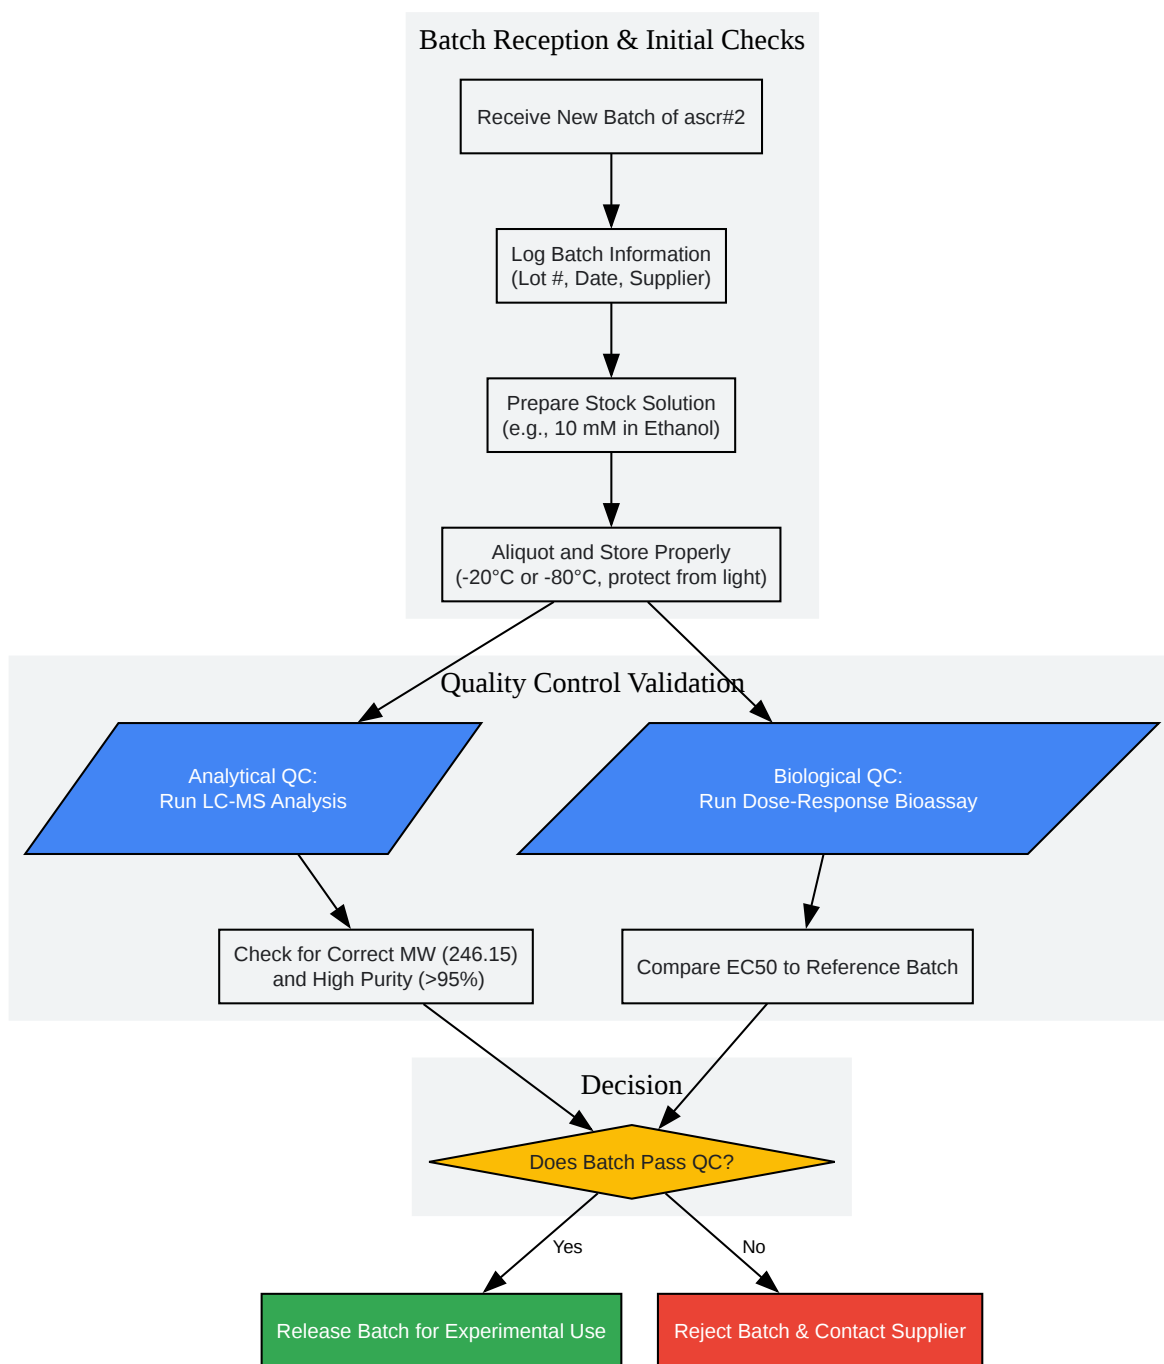 Batch Reception & Initial Checks
Receive New Batch of ascr#2
Log Batch Information
(Lot #, Date, Supplier)
Prepare Stock Solution
(e.g., 10 mM in Ethanol)
Aliquot and Store Properly
(-20°C or -80°C, protect from light)
Quality Control Validation
Analytical QC:
Run LC-MS Analysis
Biological QC:
Run Dose-Response Bioassay
Check for Correct MW (246.15)
and High Purity (>95%)
Compare EC50 to Reference Batch
Decision
Does Batch Pass QC?
Yes
No
Release Batch for Experimental Use
Reject Batch & Contact Supplier